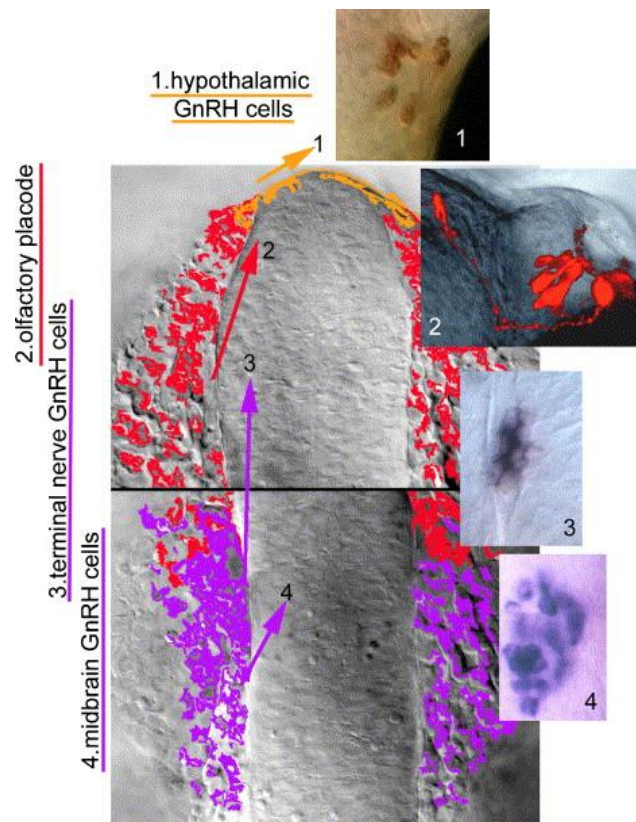 1.hypothalamic
GnRH cells
1
1
2.olfactory placode
2
2
3.terminal nerve GnRH cells
3
3
4.midbrain GnRH cells
4
4